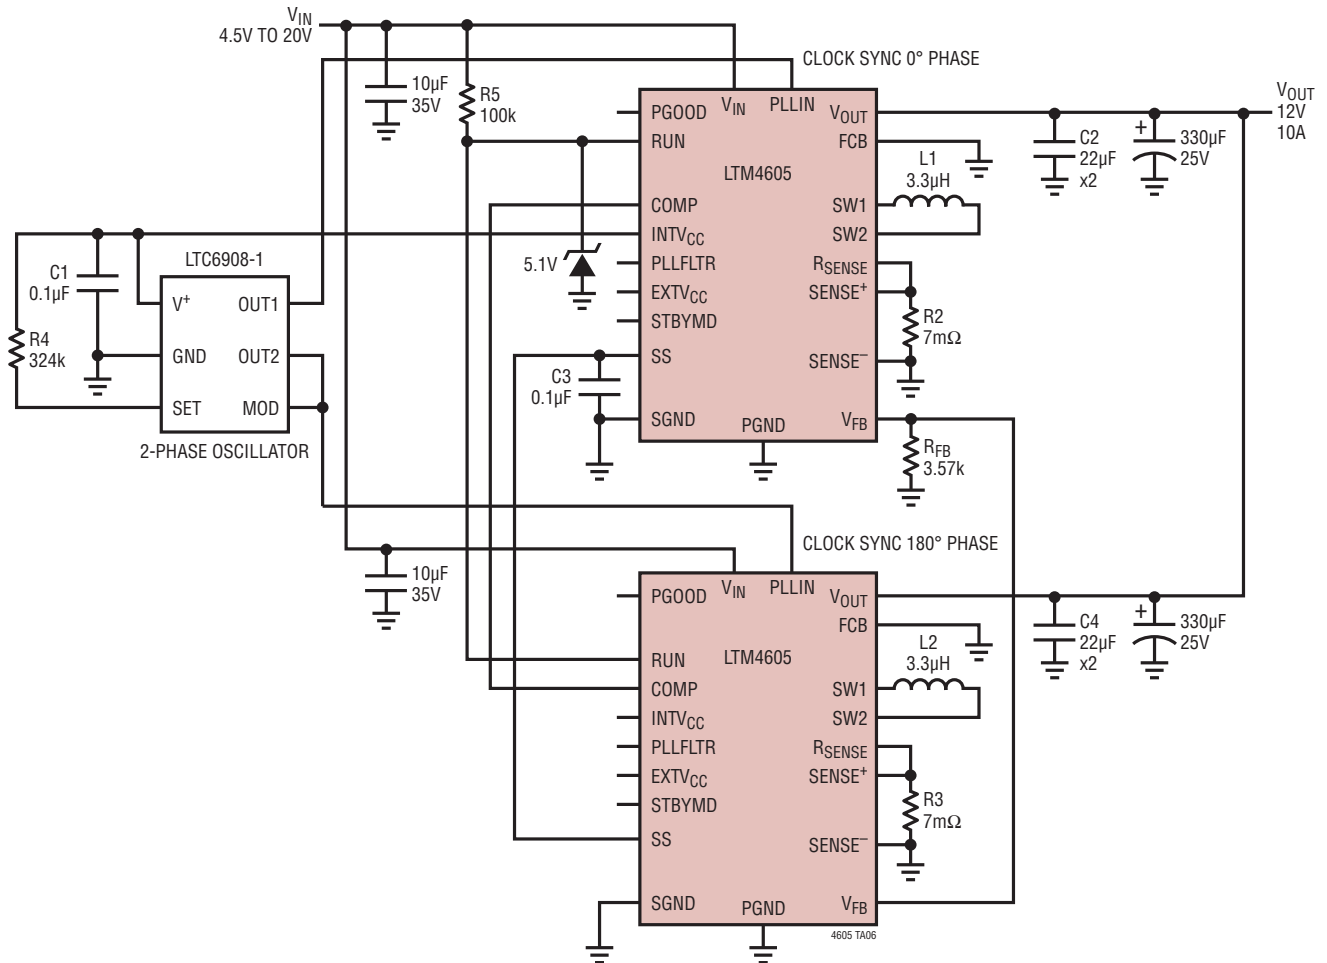 VIN
4.5V TO 20V
10µF
35V
R5
100k
CLOCK SYNC 0° PHASE
VOUT
12V
10A
PGOOD
VIN
PLLIN
VOUT
RUN
FCB
LTM4605
COMP
SW1
INTVCC
SW2
PLLFLTR
RSENSE
EXTVCC
SENSE+
STBYMD
SS
SENSE–
SGND
PGND
VFB
C2
22µF
x2
+
330µF
25V
L1
3.3µH
5.1V
R2
7mΩ
C3
0.1µF
RFB
3.57k
C1
0.1µF
R4
324k
LTC6908-1
V+
OUT1
GND
OUT2
SET
MOD
2-PHASE OSCILLATOR
10µF
35V
CLOCK SYNC 180° PHASE
PGOOD
VIN
PLLIN
VOUT
FCB
RUN
LTM4605
COMP
SW1
INTVCC
SW2
PLLFLTR
RSENSE
EXTVCC
SENSE+
STBYMD
SS
SENSE–
SGND
PGND
VFB
C4
22µF
x2
+
330µF
25V
L2
3.3µH
R3
7mΩ
4605 TA06